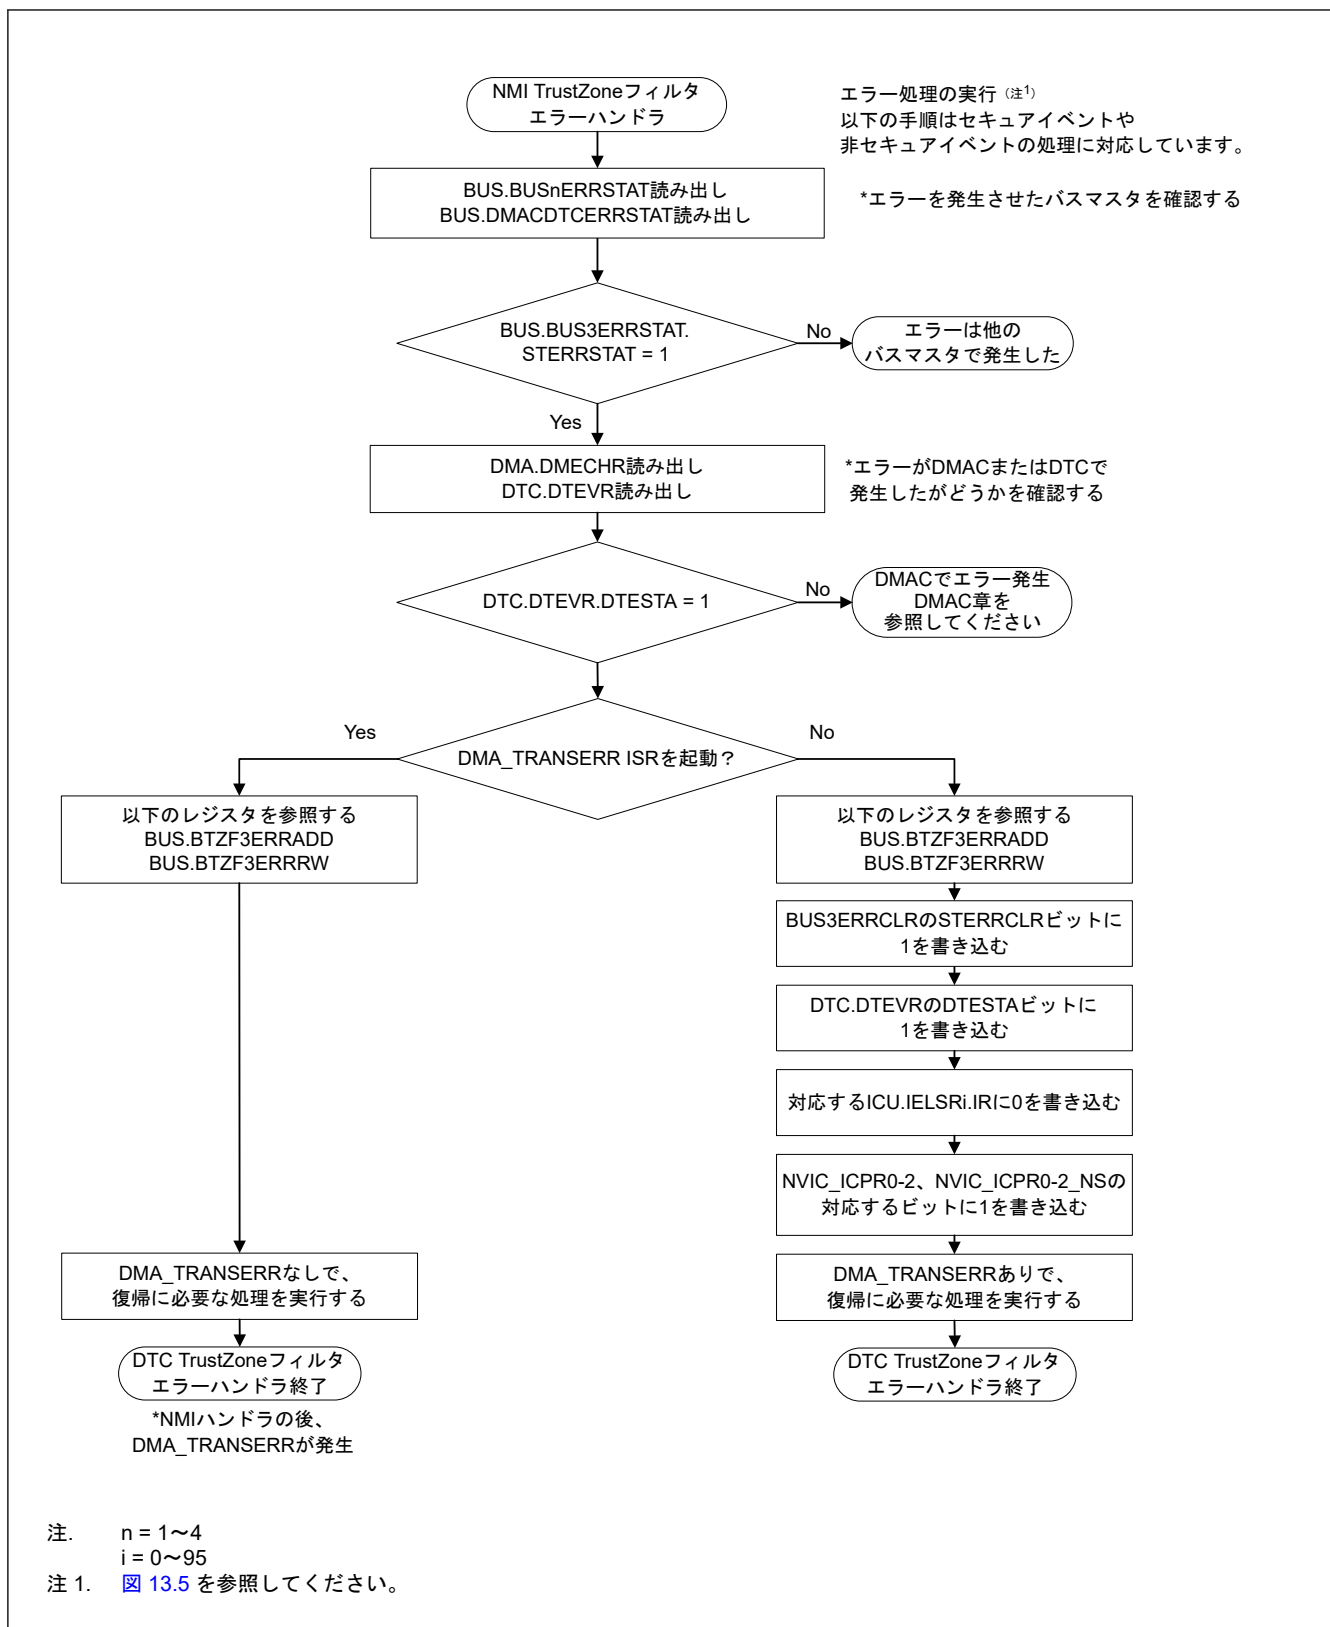 NMI TrustZoneフィルタ
エラーハンドラ
エラー処理の実行（注1）
以下の手順はセキュアイベントや
非セキュアイベントの処理に対応しています。
BUS.BUSnERRSTAT読み出し
BUS.DMACDTCERRSTAT読み出し
*エラーを発生させたバスマスタを確認する
BUS.BUS3ERRSTAT.
STERRSTAT = 1
No
エラーは他の
バスマスタで発生した
Yes
DMA.DMECHR読み出し
DTC.DTEVR読み出し
*エラーがDMACまたはDTCで
発生したがどうかを確認する
DTC.DTEVR.DTESTA = 1
No
DMACでエラー発生
DMAC章を
参照してください
DMA_TRANSERR ISRを起動？
Yes
No
以下のレジスタを参照する
BUS.BTZF3ERRADD
BUS.BTZF3ERRRW
以下のレジスタを参照する
BUS.BTZF3ERRADD
BUS.BTZF3ERRRW
BUS3ERRCLRのSTERRCLRビットに
1を書き込む
DTC.DTEVRのDTESTAビットに
1を書き込む
対応するICU.IELSRi.IRに0を書き込む
NVIC_ICPR0-2、NVIC_ICPR0-2_NSの
対応するビットに1を書き込む
DMA_TRANSERRなしで、
復帰に必要な処理を実行する
DMA_TRANSERRありで、
復帰に必要な処理を実行する
DTC TrustZoneフィルタ
エラーハンドラ終了
DTC TrustZoneフィルタ
エラーハンドラ終了
*NMIハンドラの後、
DMA_TRANSERRが発生
注. n = 1～4
i = 0～95
注 1. 図 13.5 を参照してください。